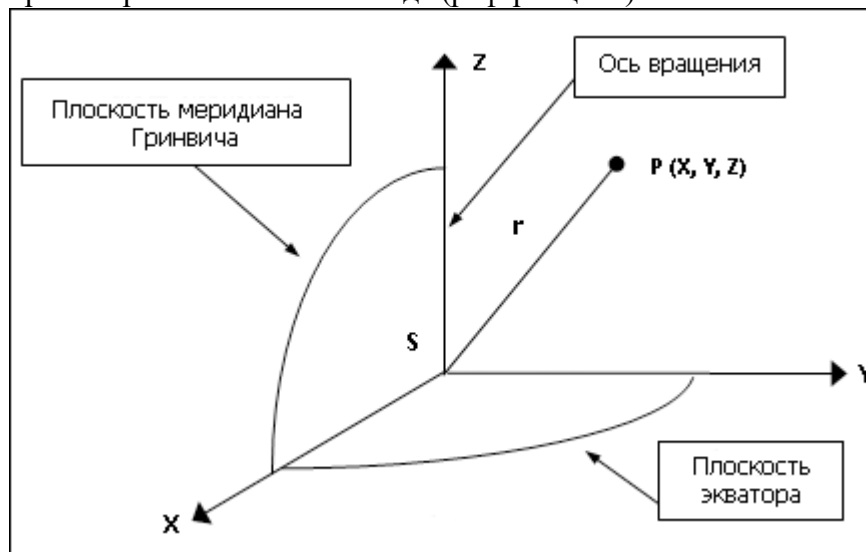 Z
Ось вращения
Плоскость меридиана
Гринвича
P (X, Y, Z)
r
S
Y
Плоскость
экватора
X